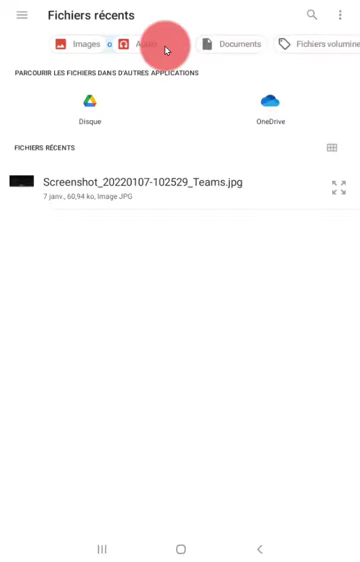 Fichiers récents
Images
Documents
Fichiers volumine
PARCOURIR LES FICHIERS DANS D'AUTRES APPLICATIONS
Disque
OneDrive
FICHIERS RÉCENTS
Screenshot_20220107-102529_Teams.jpg
7 janv., 60,94 ko, Image JPG